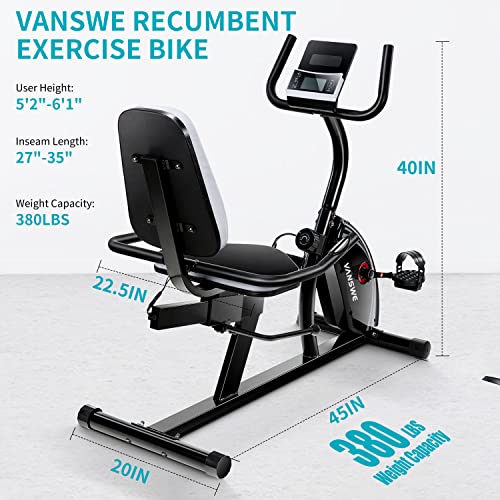 VANSWE RECUMBENT
EXERCISE BIKE
User Height:
5'2"-6'1"
Inseam Length:
27"-35"
Weight Capacity:
380LBS
40IN
22.5IN
VANSWE
45IN
20IN
380 LBS
Weight Capacity